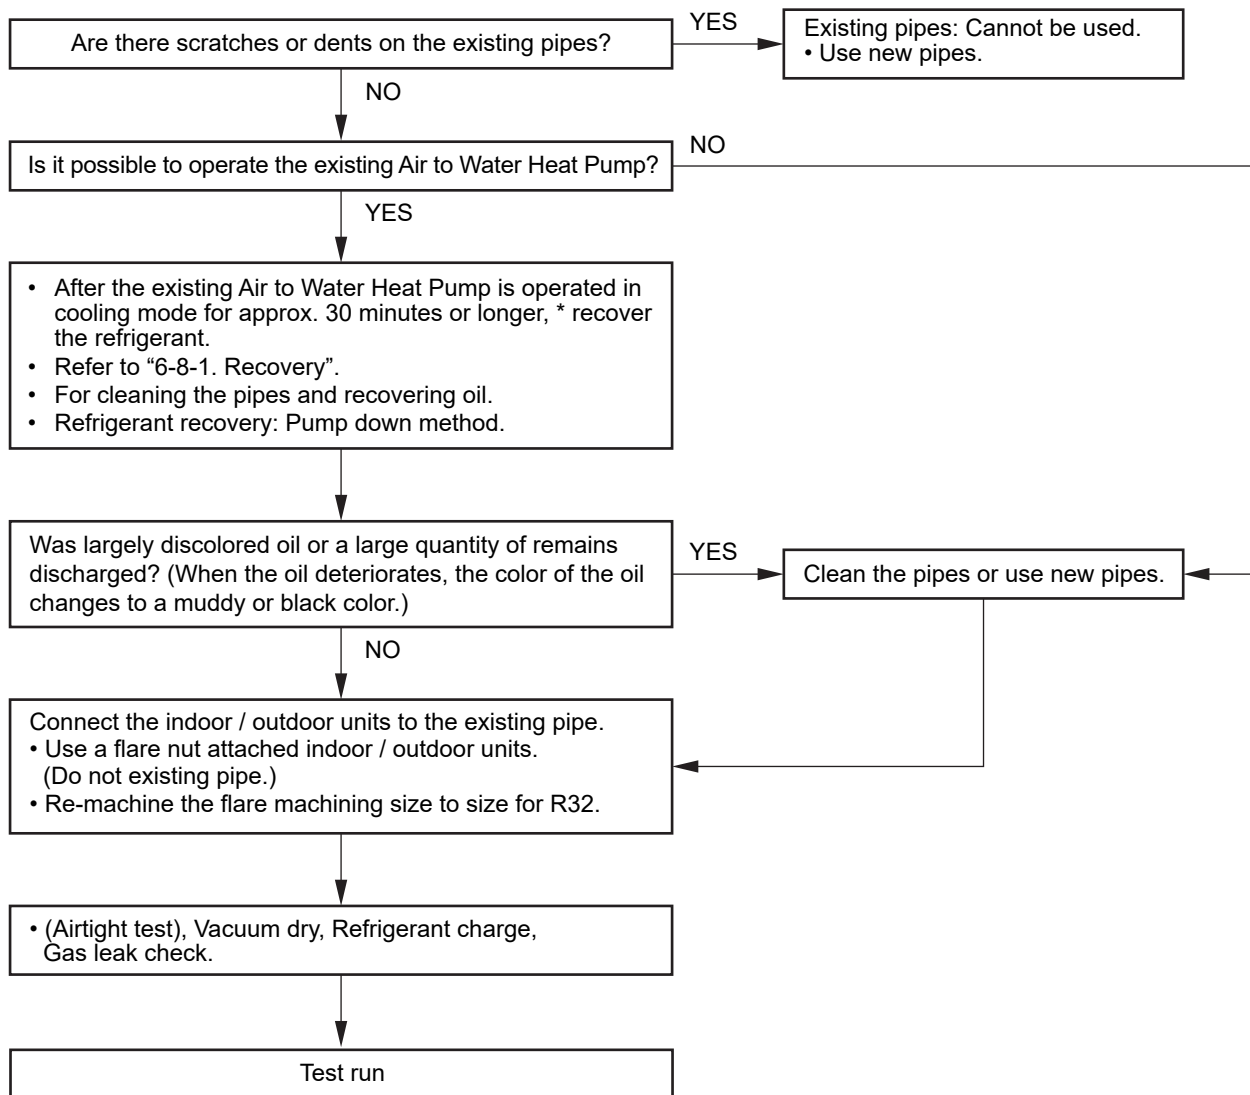 Are there scratches or dents on the existing pipes?
YES
Existing pipes: Cannot be used.
• Use new pipes.
NO
Is it possible to operate the existing Air to Water Heat Pump?
NO
YES
• After the existing Air to Water Heat Pump is operated in
cooling mode for approx. 30 minutes or longer, * recover
the refrigerant.
• Refer to “6-8-1. Recovery”.
• For cleaning the pipes and recovering oil.
• Refrigerant recovery: Pump down method.
Was largely discolored oil or a large quantity of remains
discharged? (When the oil deteriorates, the color of the oil
changes to a muddy or black color.)
YES
Clean the pipes or use new pipes.
NO
Connect the indoor / outdoor units to the existing pipe.
• Use a flare nut attached indoor / outdoor units.
(Do not existing pipe.)
• Re-machine the flare machining size to size for R32.
• (Airtight test), Vacuum dry, Refrigerant charge,
Gas leak check.
Test run